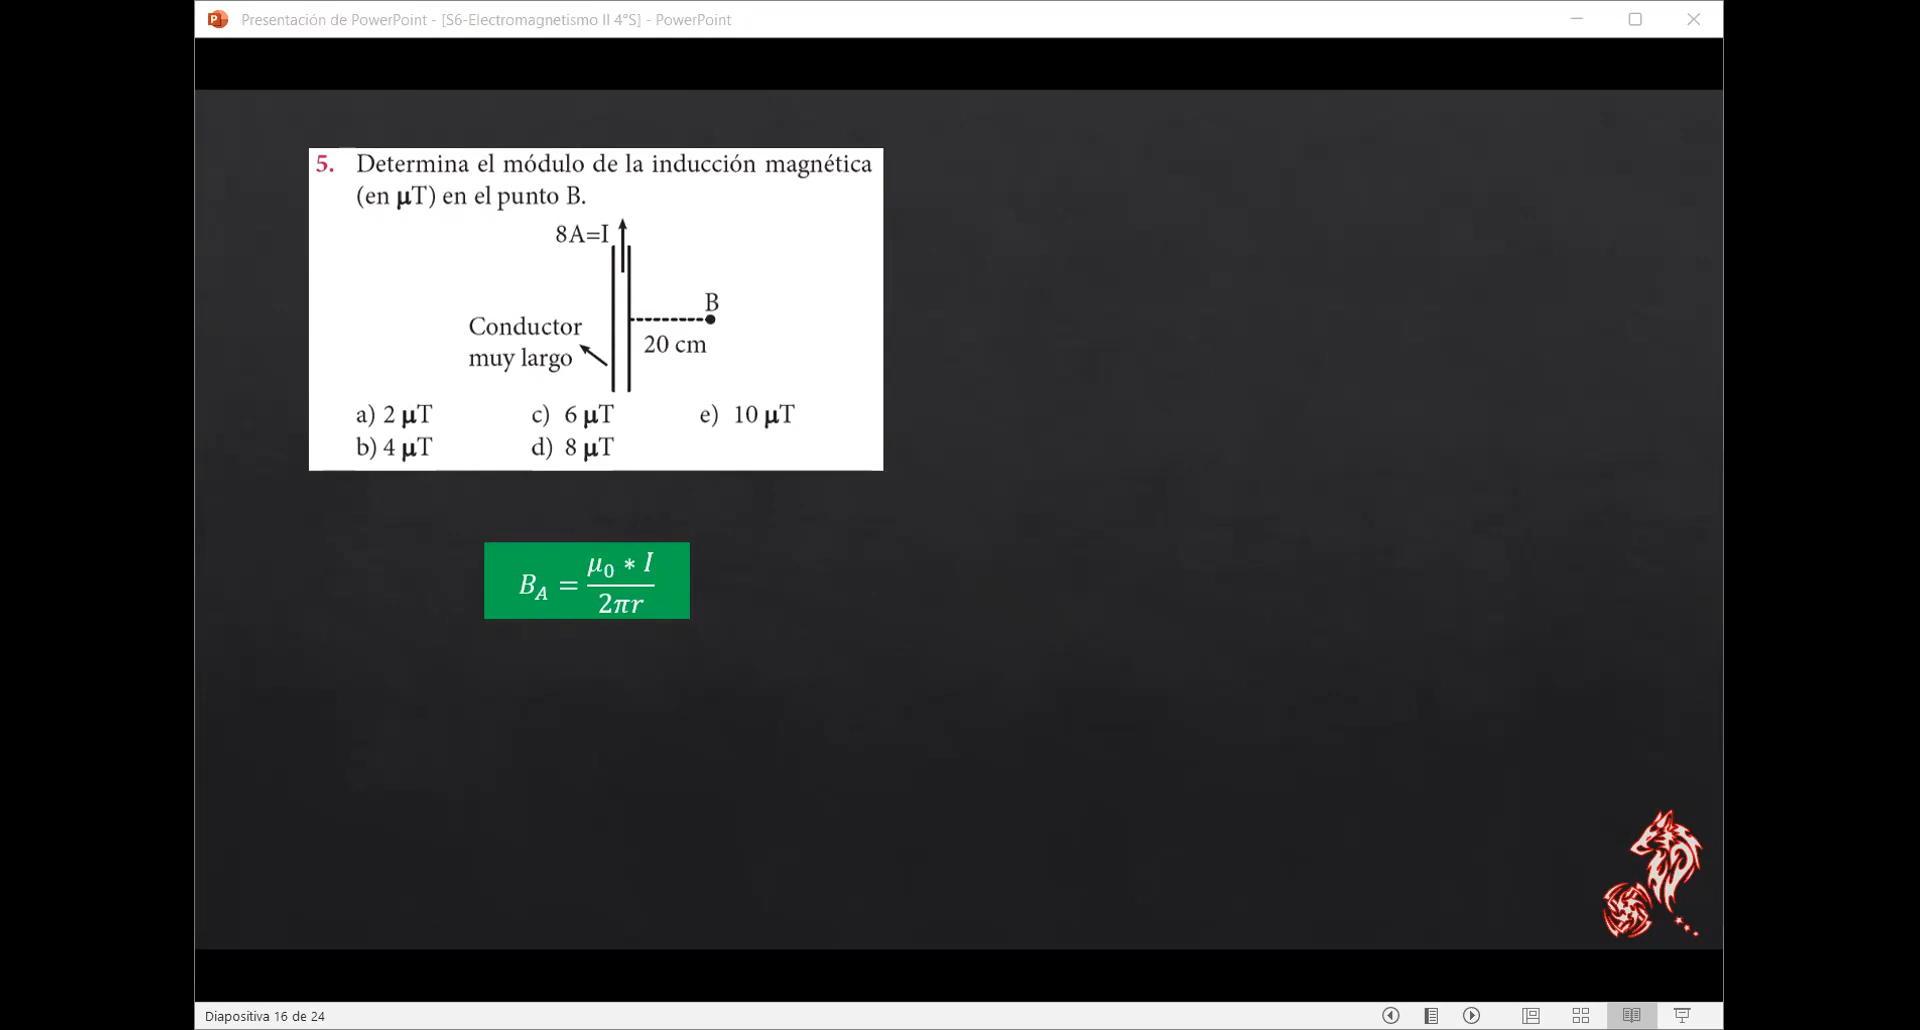 Presentación de PowerPoint - [S6-Electromagnetismo II 4°S] - PowerPoint
5. Determina el módulo de la inducción magnética
(en μT) en el punto B.
8A=I
B
Conductor
muy largo
20 cm
a) 2 μT c) 6 μT e) 10 μT
b) 4 μT d) 8 μT
B_A = μ₀ * I / 2πr
Diapositiva 16 de 24